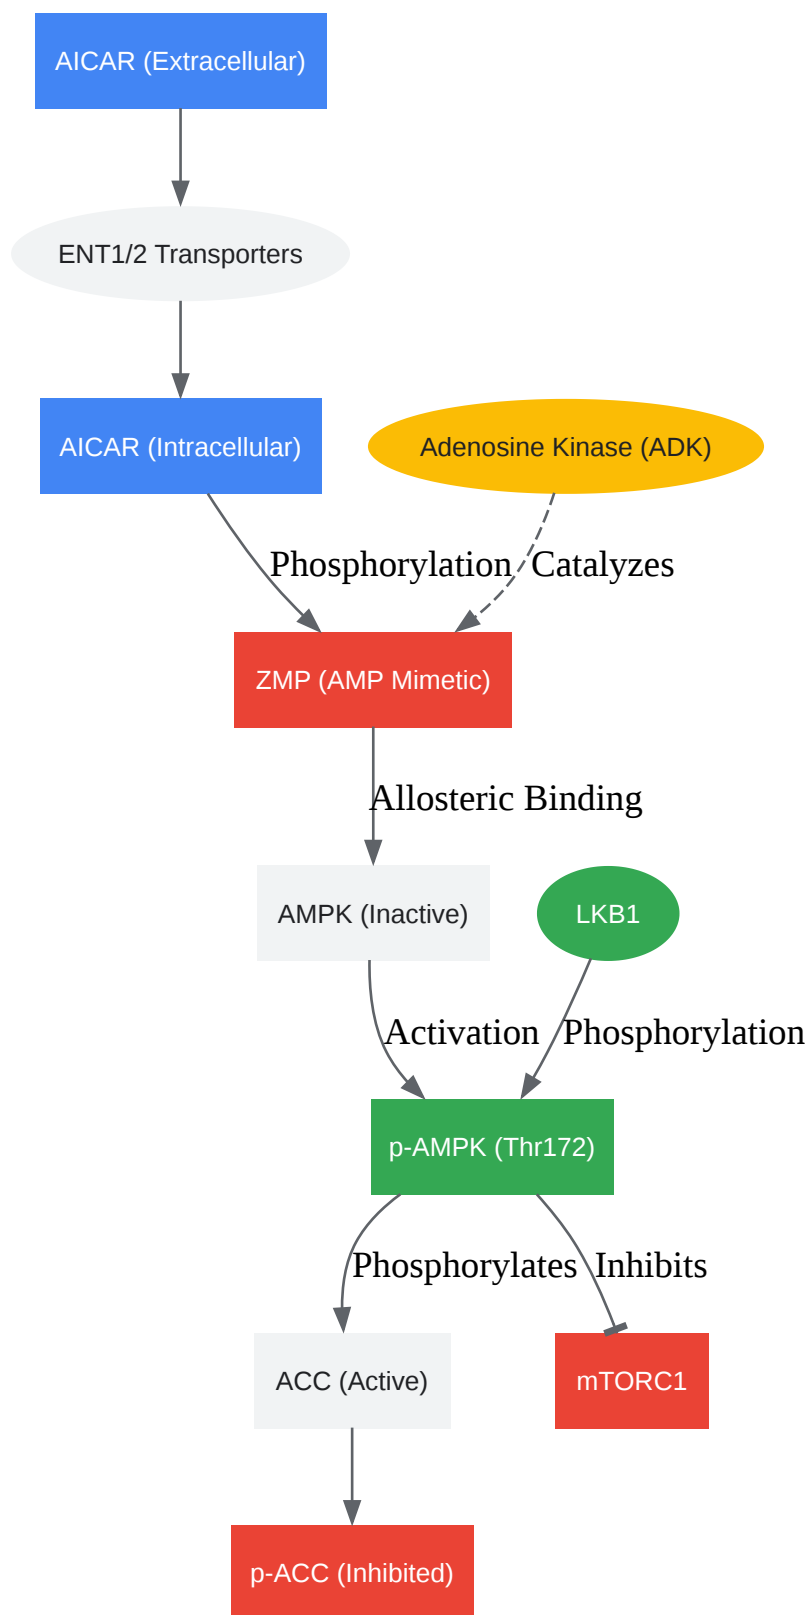 AICAR (Extracellular)
ENT1/2 Transporters
AICAR (Intracellular)
Adenosine Kinase (ADK)
Phosphorylation
Catalyzes
ZMP (AMP Mimetic)
Allosteric Binding
AMPK (Inactive)
LKB1
Activation
Phosphorylation
p-AMPK (Thr172)
Phosphorylates
Inhibits
ACC (Active)
mTORC1
p-ACC (Inhibited)